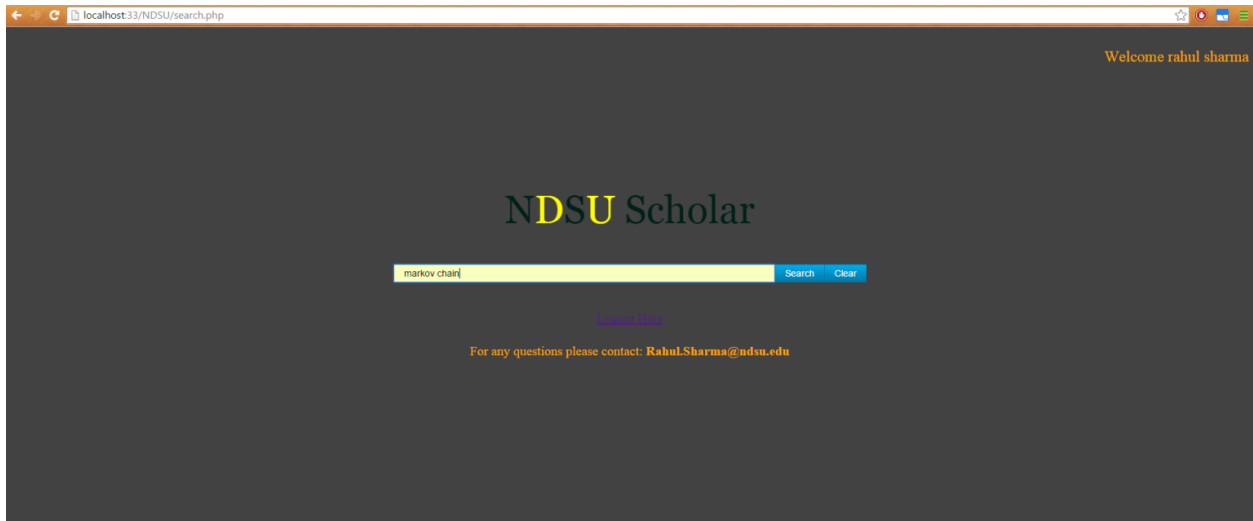 localhost:33/NDSU/search.php
Welcome rahul sharma
NDSU Scholar
markov chain
Search Clear
Logout Here
For any questions please contact: Rahul.Sharma@ndsu.edu